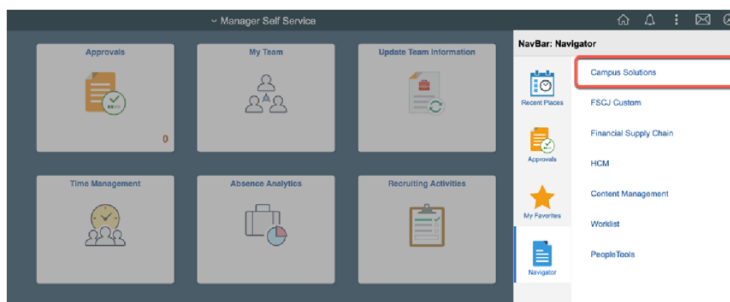 Manager Self Service
NavBar: Navigator
Approvals
My Team
Update Team Information
0
Time Management
Absence Analytics
Recruiting Activities
Recent Places
Approvals
My Favorites
Navigator
Campus Solutions
FSCJ Custom
Financial Supply Chain
HCM
Content Management
Worklist
PeopleTools